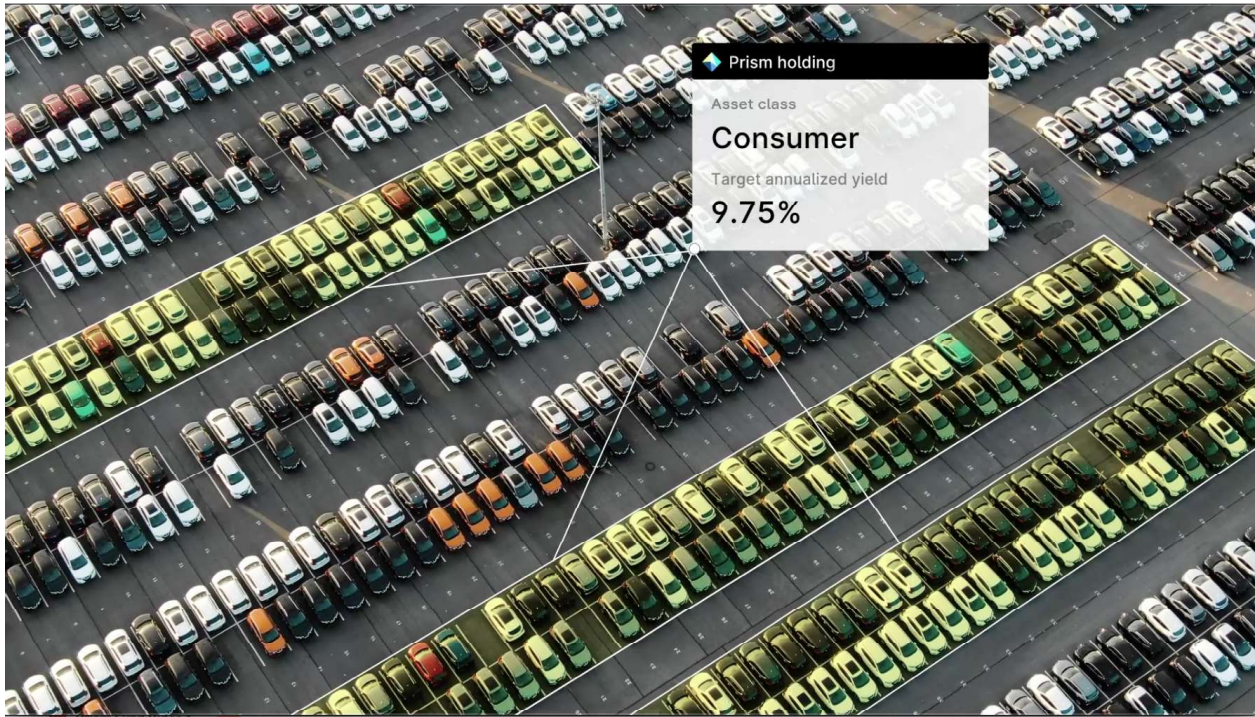 Prism holding
Asset class
Consumer
Target annualized yield
9.75%